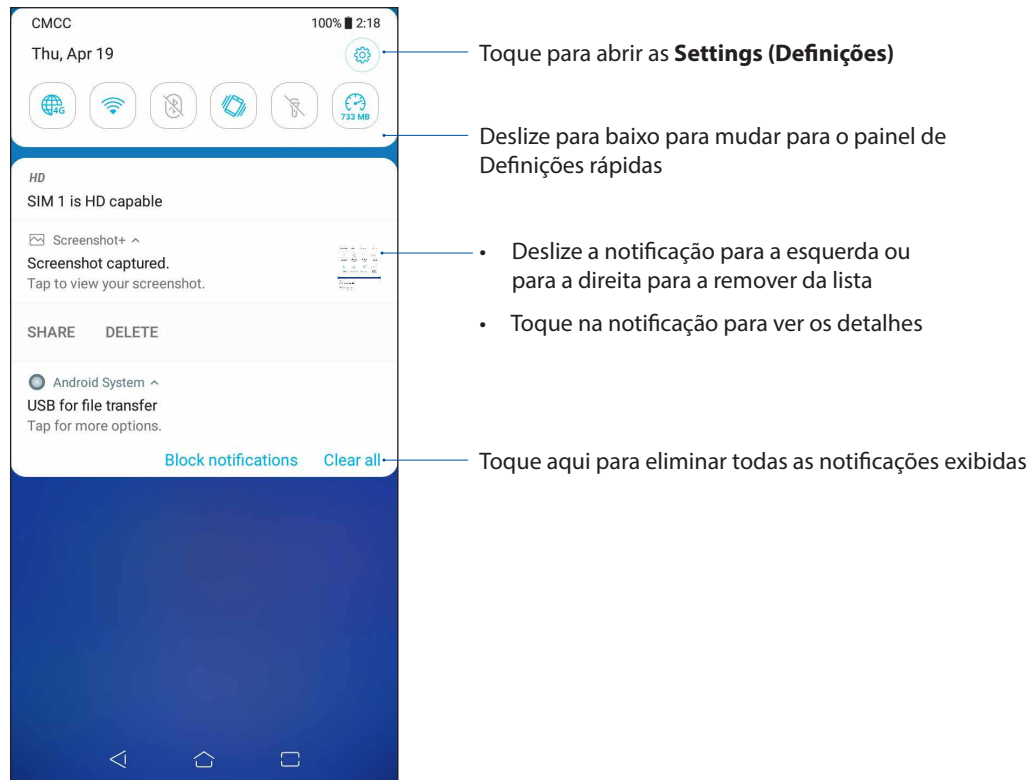 CMCC 100% 2:18
Thu, Apr 19
Toque para abrir as Settings (Definições)
4G
733 MB
Deslize para baixo para mudar para o painel de
Definições rápidas
HD
SIM 1 is HD capable
Screenshot+
Screenshot captured.
Tap to view your screenshot.
• Deslize a notificação para a esquerda ou
para a direita para a remover da lista
• Toque na notificação para ver os detalhes
SHARE DELETE
Android System
USB for file transfer
Tap for more options.
Block notifications Clear all
Toque aqui para eliminar todas as notificações exibidas